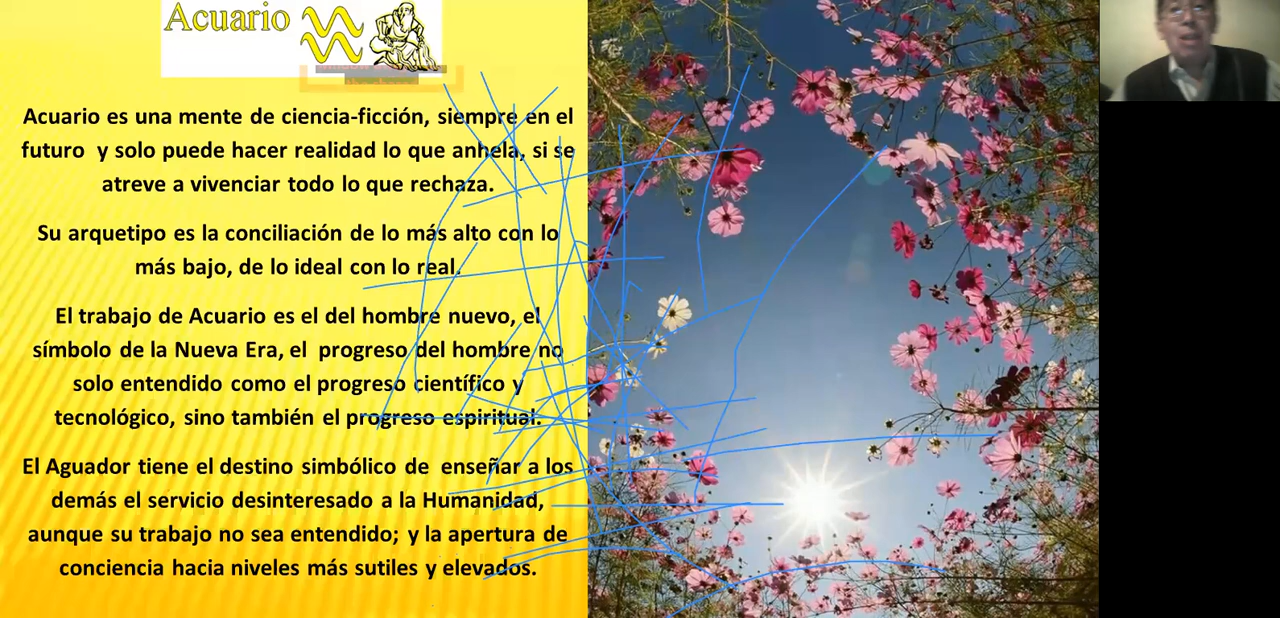 Acuario
Acuario es una mente de ciencia-ficción, siempre en el
futuro y solo puede hacer realidad lo que anhela, si se
atreve a vivenciar todo lo que rechaza.
Su arquetipo es la conciliación de lo más alto con lo
más bajo, de lo ideal con lo real.
El trabajo de Acuario es el del hombre nuevo, el
símbolo de la Nueva Era, el progreso del hombre no
solo entendido como el progreso científico y
tecnológico, sino también el progreso espiritual.
El Aguador tiene el destino simbólico de enseñar a los
demás el servicio desinteresado a la Humanidad,
aunque su trabajo no sea entendido; y la apertura de
conciencia hacia niveles más sutiles y elevados.